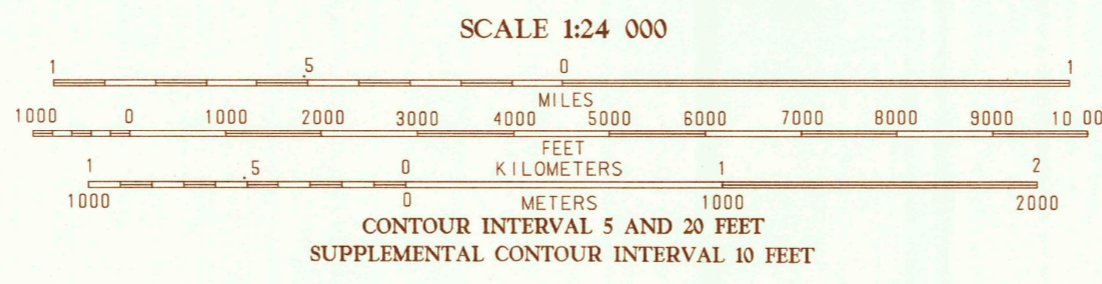 SCALE 1:24 000
1 .5 0 1
MILES
1000 0 1000 2000 3000 4000 5000 6000 7000 8000 9000 10 00
FEET
1 .5 0 KILOMETERS 1 2
1000 0 METERS 1000 2000
CONTOUR INTERVAL 5 AND 20 FEET
SUPPLEMENTAL CONTOUR INTERVAL 10 FEET